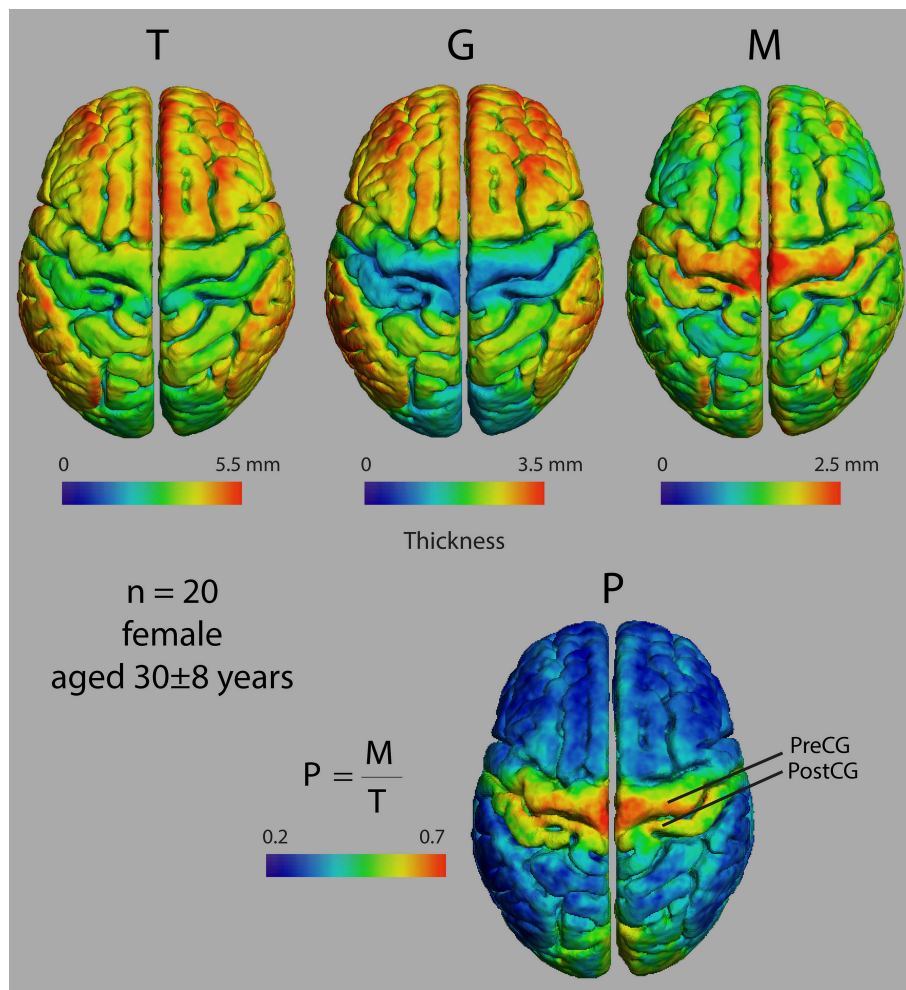 T G M
0 5.5 mm 0 3.5 mm 0 2.5 mm
Thickness
n = 20
female
aged 30±8 years
P
PreCG
PostCG
P = M
T
0.2 0.7